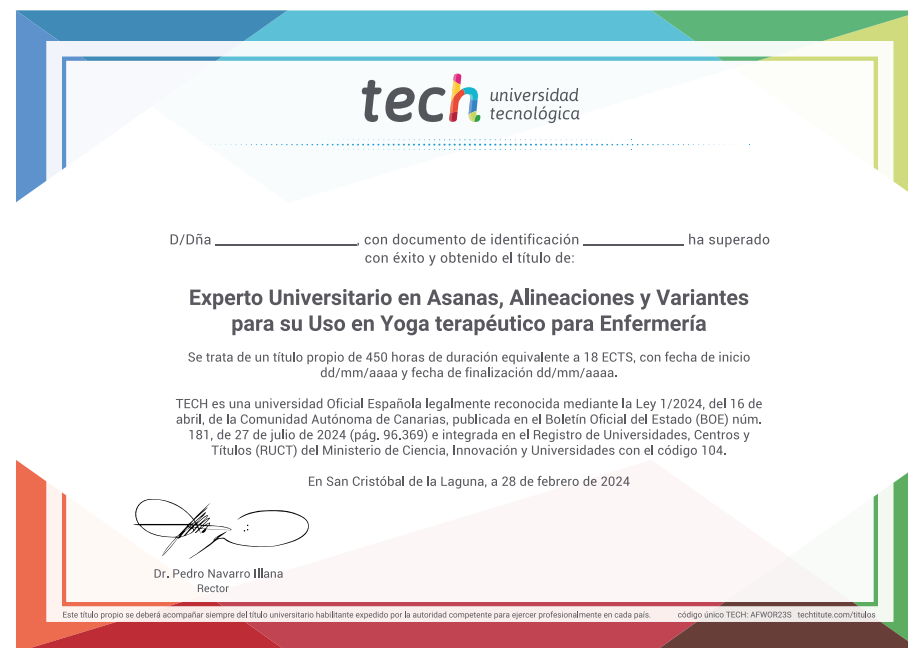 tech universidad
tecnológica
D/Dña ____________, con documento de identificación ____________ ha superado
con éxito y obtenido el título de:
Experto Universitario en Asanas, Alineaciones y Variantes
para su Uso en Yoga terapéutico para Enfermería
Se trata de un título propio de 450 horas de duración equivalente a 18 ECTS, con fecha de inicio
dd/mm/aaaa y fecha de finalización dd/mm/aaaa.
TECH es una universidad Oficial Española legalmente reconocida mediante la Ley 1/2024, del 16 de
abril, de la Comunidad Autónoma de Canarias, publicada en el Boletín Oficial del Estado (BOE) núm.
181, de 27 de julio de 2024 (pág. 96.369) e integrada en el Registro de Universidades, Centros y
Títulos (RUCT) del Ministerio de Ciencia, Innovación y Universidades con el código 104.
En San Cristóbal de la Laguna, a 28 de febrero de 2024
Dr. Pedro Navarro Illana
Rector
Este título propio se deberá acompañar siempre del título universitario habilitante expedido por la autoridad competente para ejercer profesionalmente en cada país. código único TECH: AFWOR23S techtitute.com/titulos